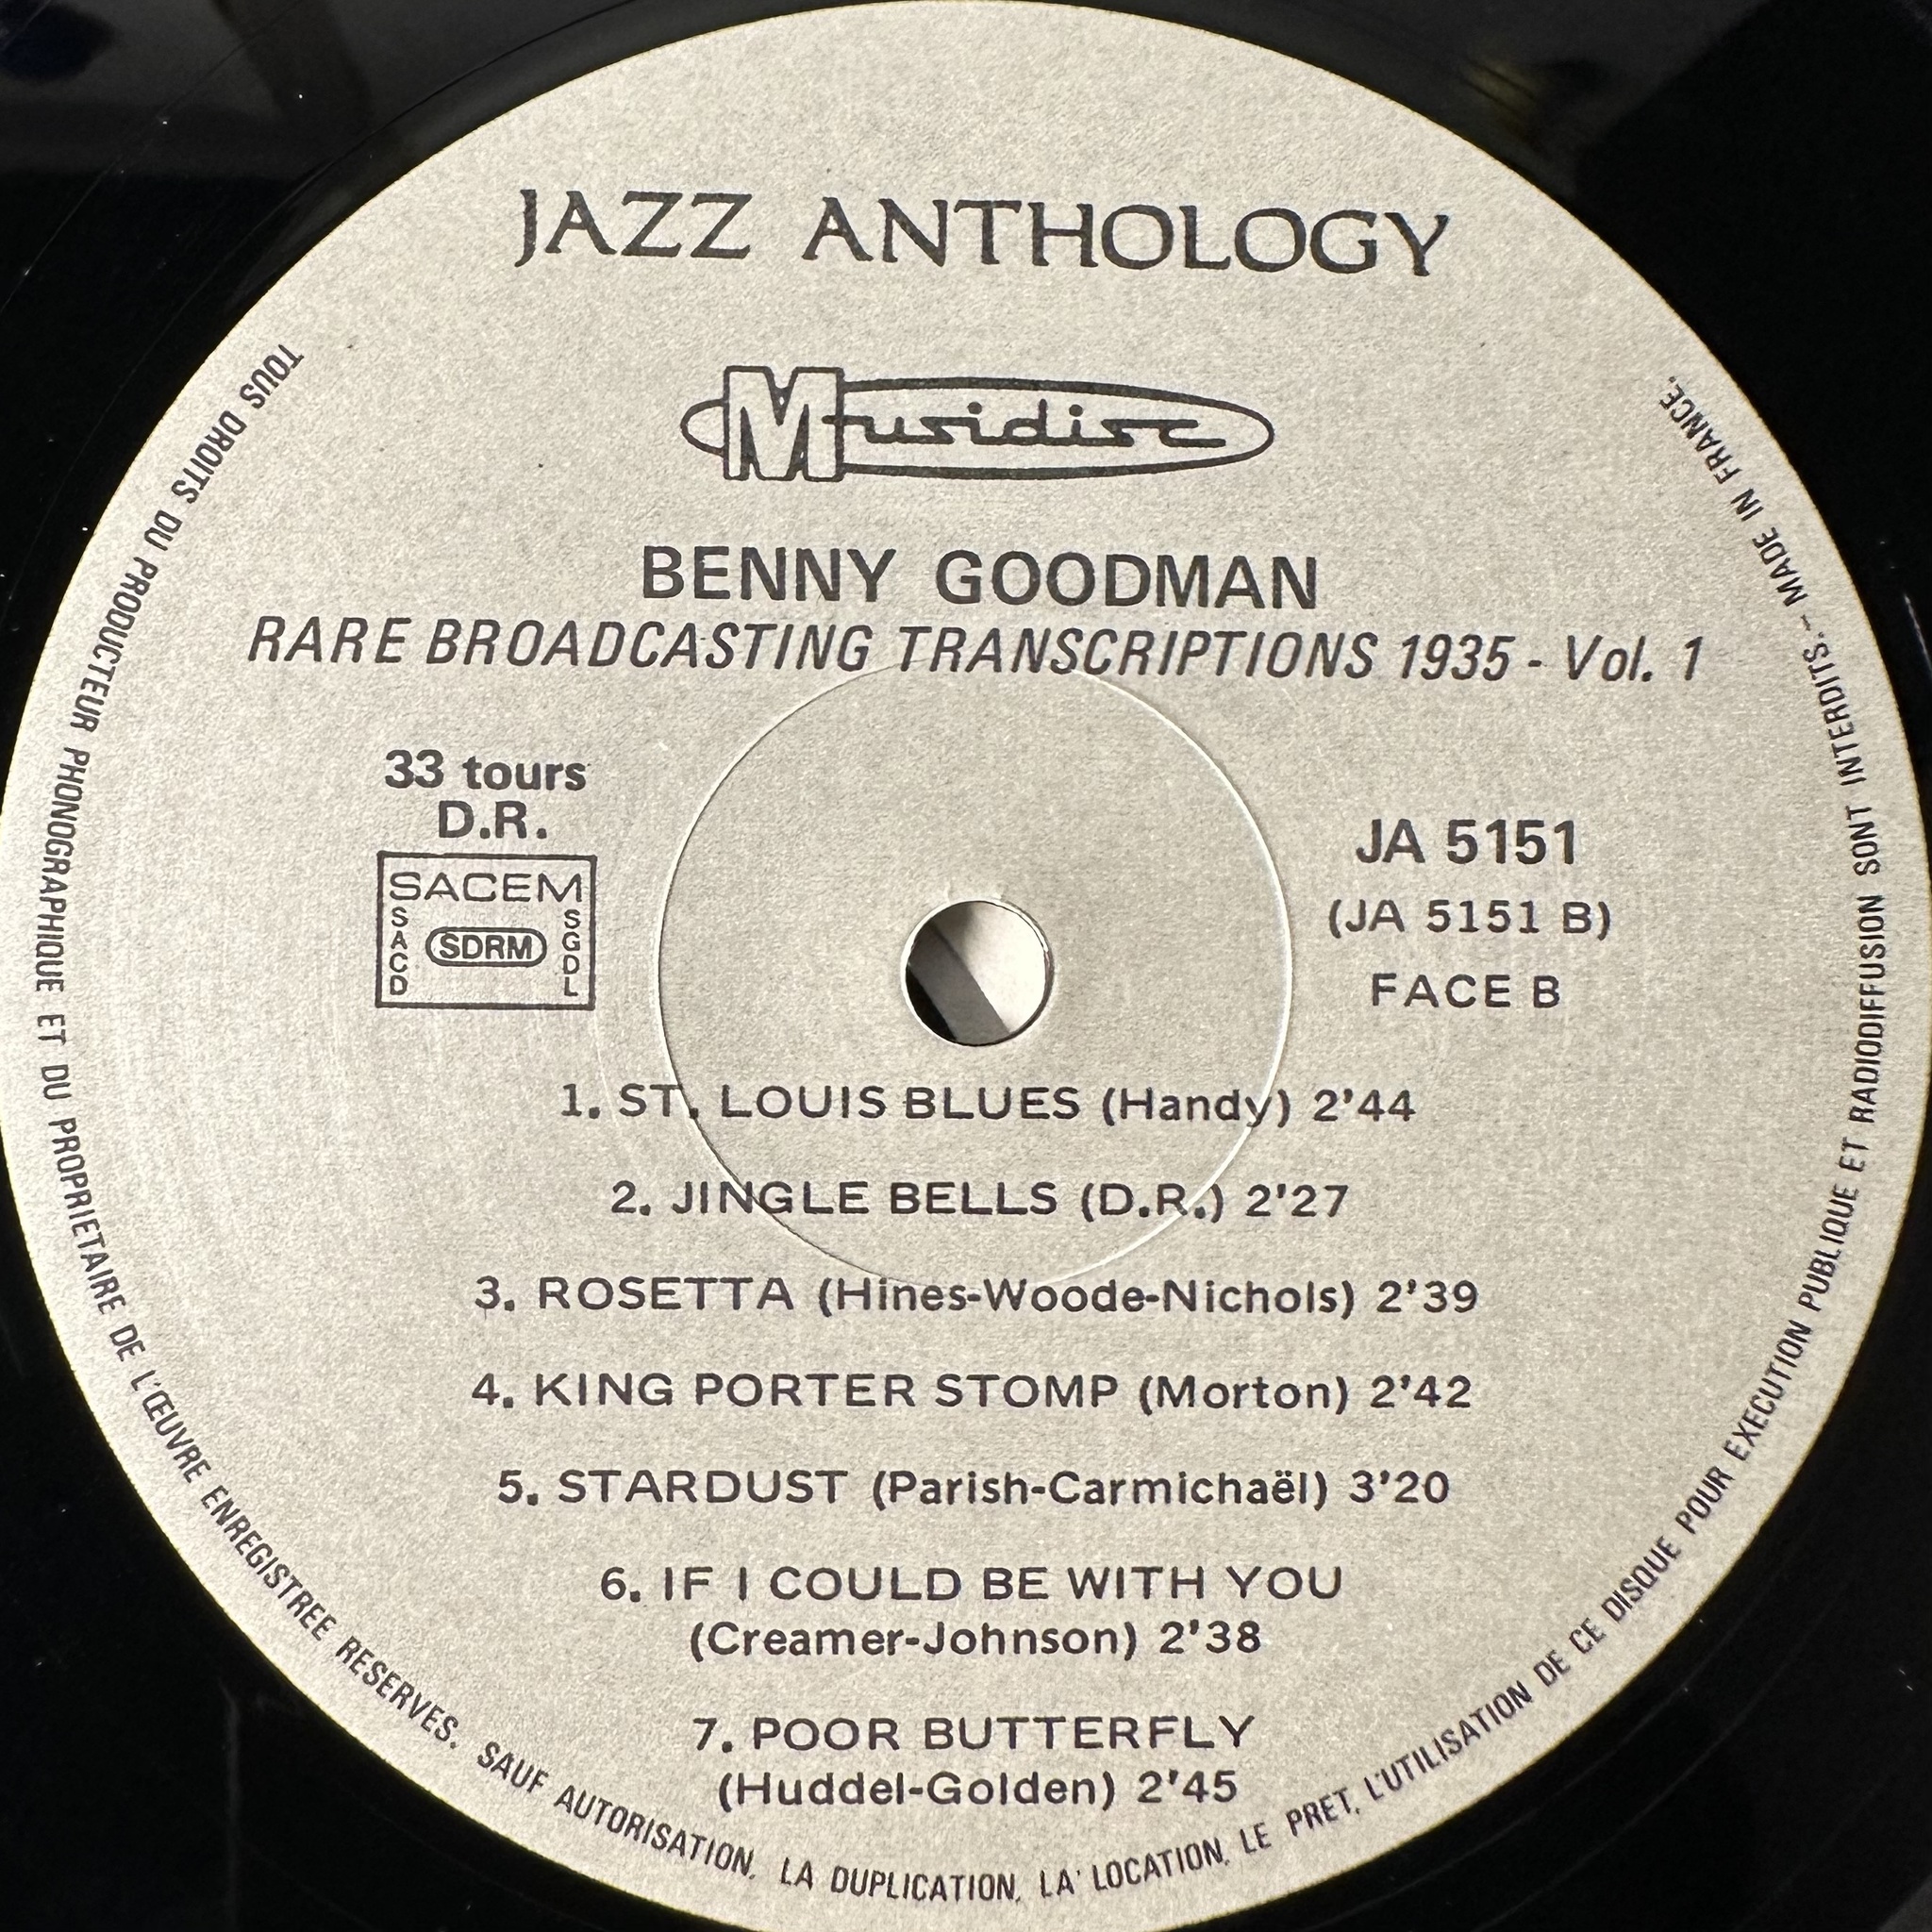 JAZZ ANTHOLOGY
Musidisc
BENNY GOODMAN
RARE BROADCASTING TRANSCRIPTIONS 1935 - Vol. 1
33 tours
D.R.
SACEM
SACD
SDRM
SGDL
JA 5151
(JA 5151 B)
FACE B
1. ST. LOUIS BLUES (Handy) 2'44
2. JINGLE BELLS (D.R.) 2'27
3. ROSETTA (Hines-Woode-Nichols) 2'39
4. KING PORTER STOMP (Morton) 2'42
5. STARDUST (Parish-Carmichaël) 3'20
6. IF I COULD BE WITH YOU
(Creamer-Johnson) 2'38
7. POOR BUTTERFLY
(Huddel-Golden) 2'45
TOUS DROITS DU PRODUCTEUR PHONOGRAPHIQUE ET DU PROPRIETAIRE DE L'ŒUVRE ENREGISTREE RESERVES. SAUF AUTORISATION, LA DUPLICATION, LA LOCATION, LE PRET, L'UTILISATION DE CE DISQUE POUR EXECUTION PUBLIQUE ET RADIODIFFUSION SONT INTERDITS. – MADE IN FRANCE.